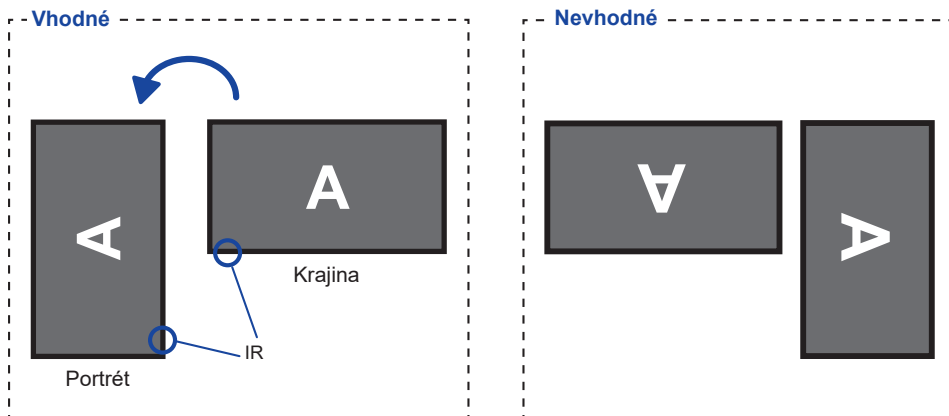 Vhodné
Nevhodné
A
A
A
A
Krajina
IR
Portrét